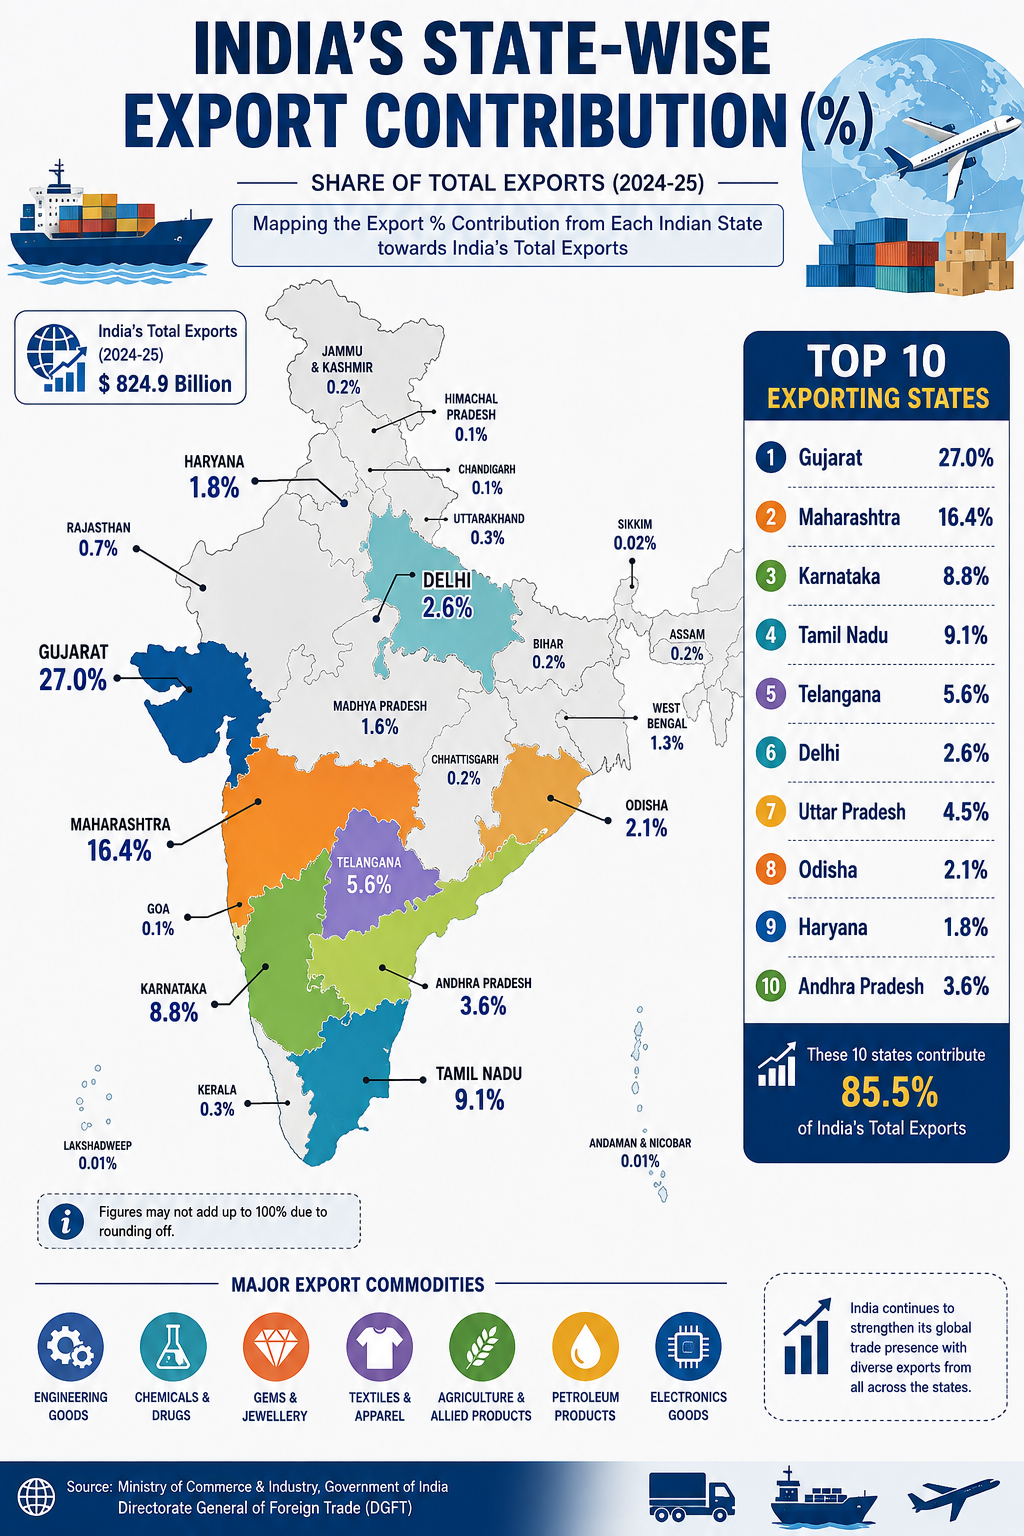 INDIA'S STATE-WISE
EXPORT CONTRIBUTION (%)
SHARE OF TOTAL EXPORTS (2024-25)
Mapping the Export % Contribution from Each Indian State
towards India's Total Exports
India's Total Exports
(2024-25)
$ 824.9 Billion
JAMMU
& KASHMIR
0.2%
HIMACHAL
PRADESH
0.1%
HARYANA
1.8%
CHANDIGARH
0.1%
RAJASTHAN
0.7%
UTTARAKHAND
0.3%
SIKKIM
0.02%
DELHI
2.6%
GUJARAT
27.0%
BIHAR
0.2%
ASSAM
0.2%
MADHYA PRADESH
1.6%
WEST
BENGAL
1.3%
CHHATTISGARH
0.2%
ODISHA
2.1%
MAHARASHTRA
16.4%
TELANGANA
5.6%
GOA
0.1%
KARNATAKA
8.8%
ANDHRA PRADESH
3.6%
TAMIL NADU
9.1%
KERALA
0.3%
LAKSHADWEEP
0.01%
ANDAMAN & NICOBAR
0.01%
TOP 10
EXPORTING STATES
1 Gujarat 27.0%
2 Maharashtra 16.4%
3 Karnataka 8.8%
4 Tamil Nadu 9.1%
5 Telangana 5.6%
6 Delhi 2.6%
7 Uttar Pradesh 4.5%
8 Odisha 2.1%
9 Haryana 1.8%
10 Andhra Pradesh 3.6%
These 10 states contribute
85.5%
of India's Total Exports
i Figures may not add up to 100% due to
rounding off.
MAJOR EXPORT COMMODITIES
ENGINEERING
GOODS
CHEMICALS &
DRUGS
GEMS &
JEWELLERY
TEXTILES &
APPAREL
AGRICULTURE &
ALLIED PRODUCTS
PETROLEUM
PRODUCTS
ELECTRONICS
GOODS
India continues to
strengthen its global
trade presence with
diverse exports from
all across the states.
Source: Ministry of Commerce & Industry, Government of India
Directorate General of Foreign Trade (DGFT)